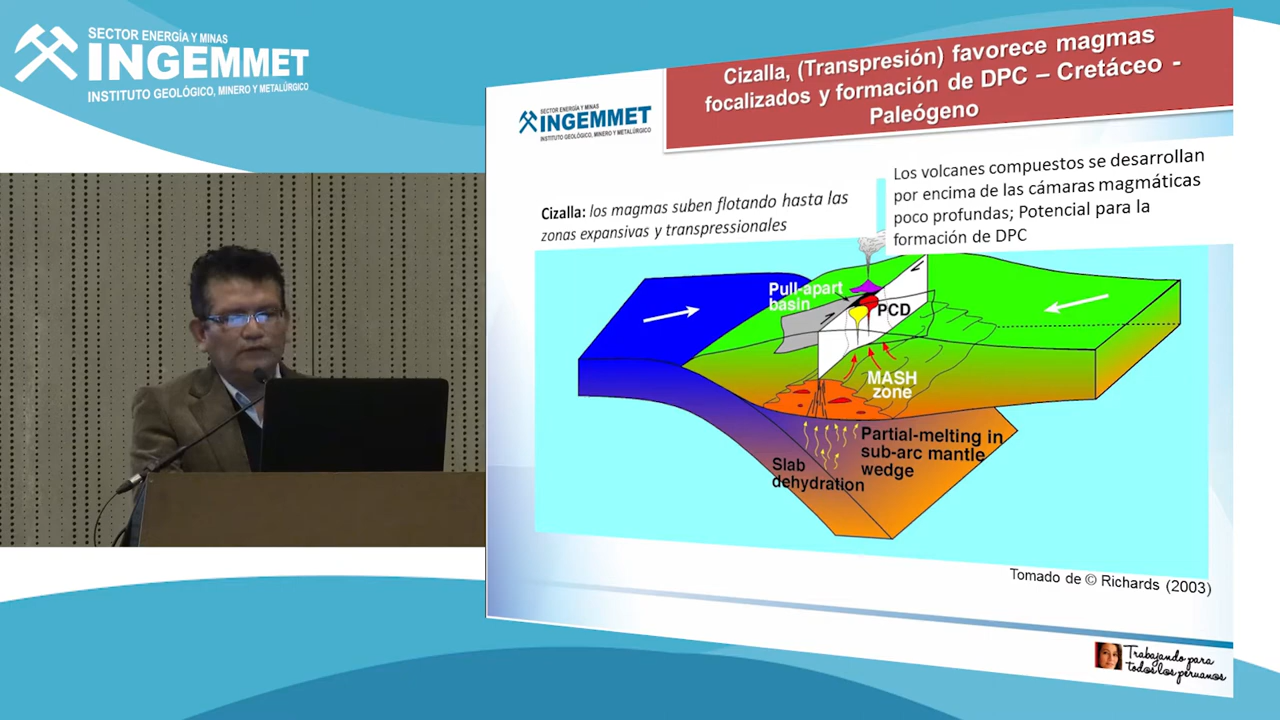 SECTOR ENERGÍA Y MINAS
INGEMMET
INSTITUTO GEOLÓGICO, MINERO Y METALÚRGICO
SECTOR ENERGÍA Y MINAS
INGEMMET
INSTITUTO GEOLÓGICO, MINERO Y METALÚRGICO
Cizalla, (Transpresión) favorece magmas
focalizados y formación de DPC – Cretáceo -
Paleógeno
Cizalla: los magmas suben flotando hasta las
zonas expansivas y transpressionales
Los volcanes compuestos se desarrollan
por encima de las cámaras magmáticas
poco profundas; Potencial para la
formación de DPC
Pull-apart
basin
PCD
MASH
zone
Partial-melting in
sub-arc mantle
wedge
Slab
dehydration
Tomado de © Richards (2003)
Trabajando para
todos los peruanos